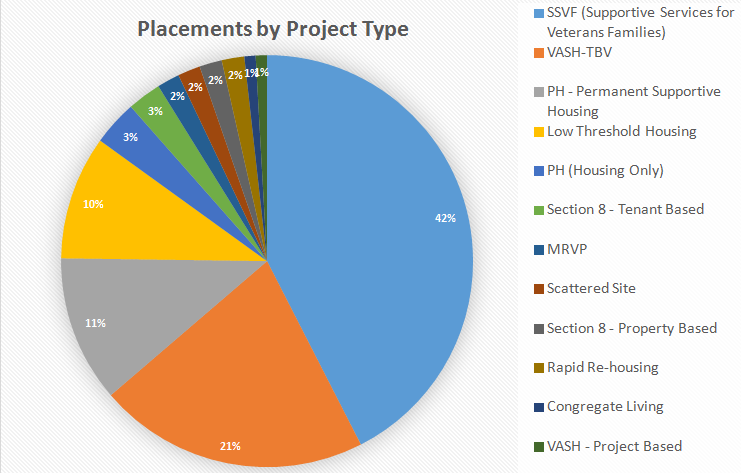 Placements by Project Type
1%
1%
2%
2%
2%
2%
3%
3%
10%
11%
21%
42%
SSVF (Supportive Services for
Veterans Families)
VASH-TBV
PH - Permanent Supportive
Housing
Low Threshold Housing
PH (Housing Only)
Section 8 - Tenant Based
MRVP
Scattered Site
Section 8 - Property Based
Rapid Re-housing
Congregate Living
VASH - Project Based